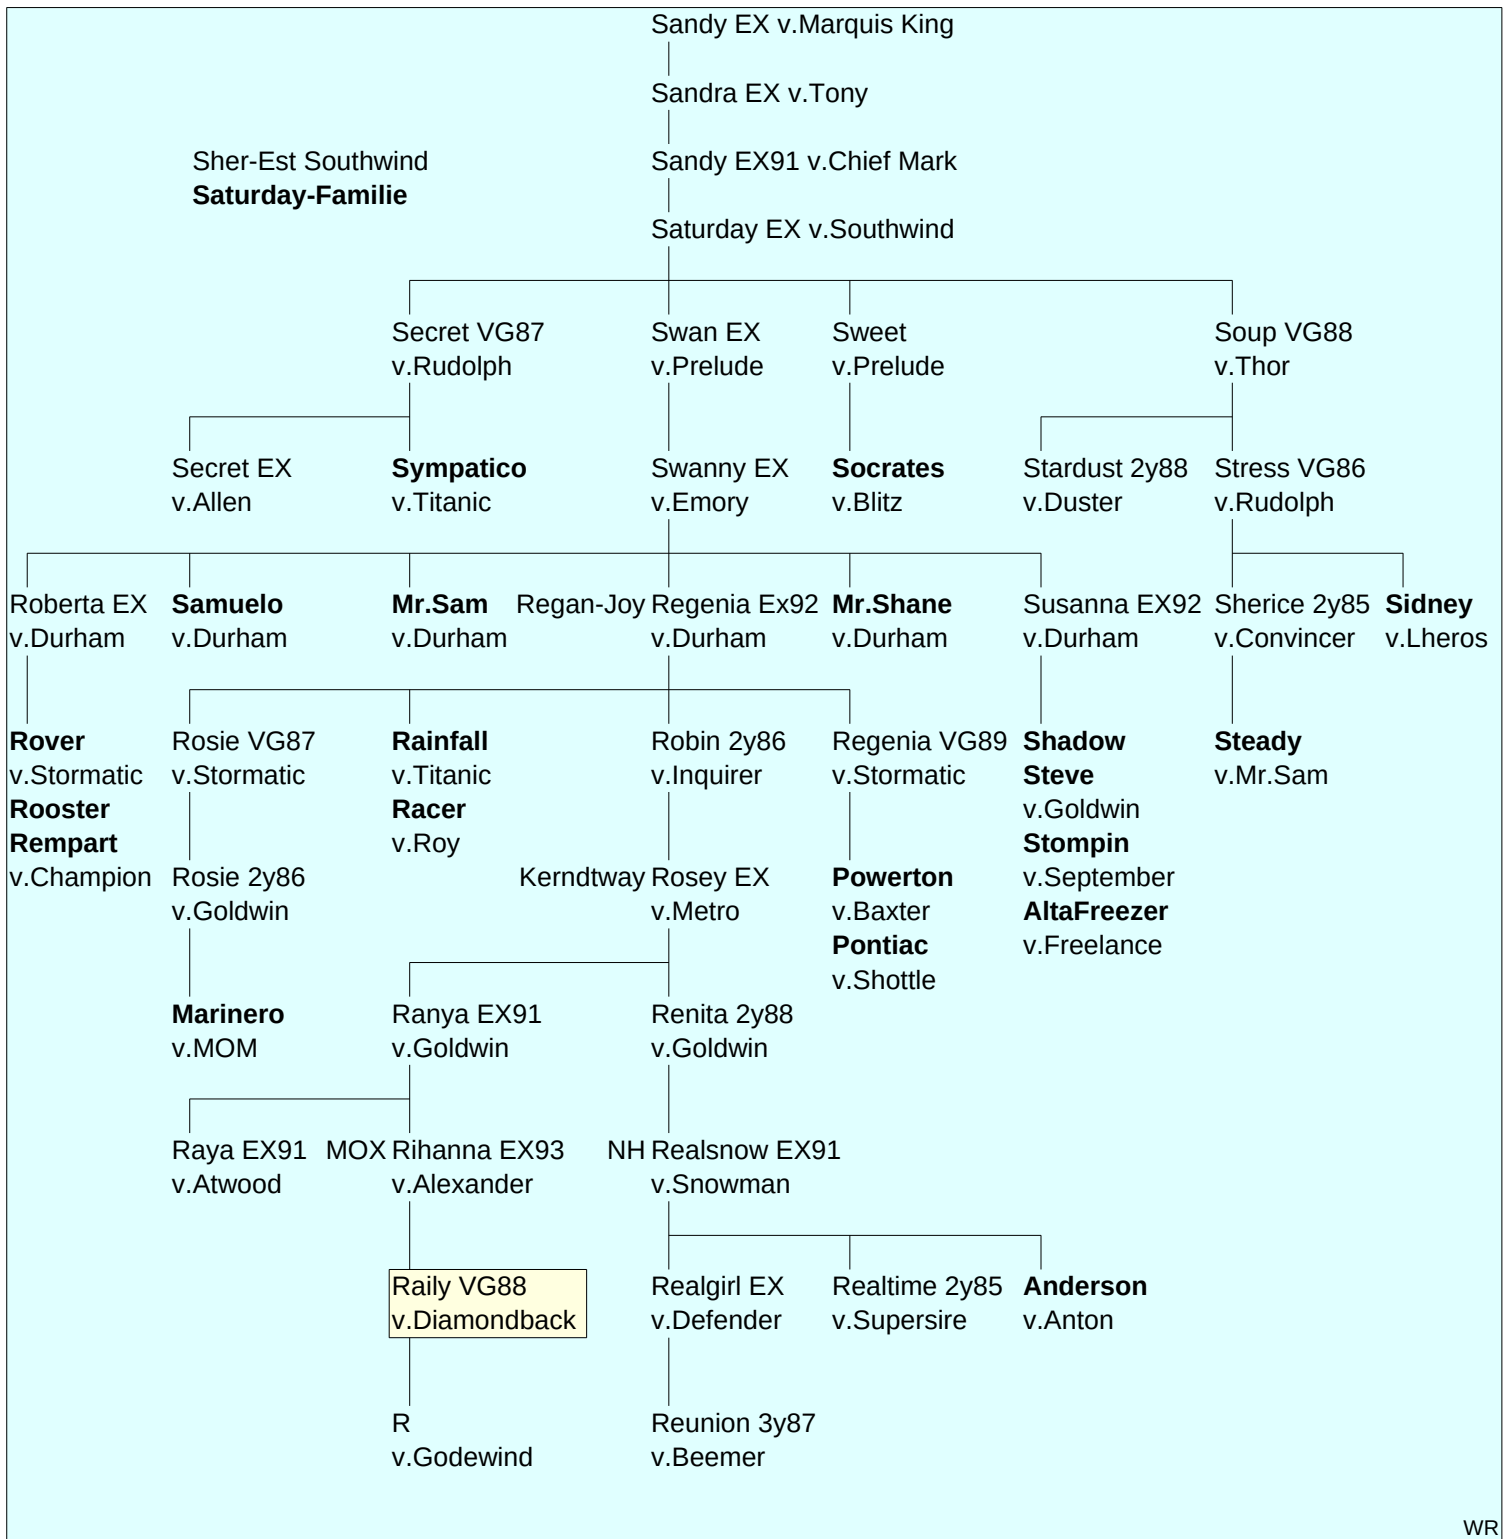 Sandy EX v.Marquis King
Sandra EX v.Tony
Sher-Est Southwind
Saturday-Familie
Sandy EX91 v.Chief Mark
Saturday EX v.Southwind
Secret VG87
v.Rudolph
Swan EX
v.Prelude
Sweet
v.Prelude
Soup VG88
v.Thor
Secret EX
v.Allen
Sympatico
v.Titanic
Swanny EX
v.Emory
Socrates
v.Blitz
Stardust 2y88
v.Duster
Stress VG86
v.Rudolph
Roberta EX
v.Durham
Samuelo
v.Durham
Mr.Sam
v.Durham
Regan-Joy Regenia Ex92
v.Durham
Mr.Shane
v.Durham
Susanna EX92
v.Durham
Sherice 2y85
v.Convincer
Sidney
v.Lheros
Rover
v.Stormatic
Rooster
Rempart
v.Champion
Rosie VG87
v.Stormatic
Rainfall
v.Titanic
Racer
v.Roy
Robin 2y86
v.Inquirer
Regenia VG89
v.Stormatic
Shadow
Steve
v.Goldwin
Stompin
v.September
AltaFreezer
v.Freelance
Steady
v.Mr.Sam
Rosie 2y86
v.Goldwin
Kerndtway Rosey EX
v.Metro
Powerton
v.Baxter
Pontiac
v.Shottle
Marinero
v.MOM
Ranya EX91
v.Goldwin
Renita 2y88
v.Goldwin
Raya EX91
v.Atwood
MOX Rihanna EX93
v.Alexander
NH Realsnow EX91
v.Snowman
Raily VG88
v.Diamondback
Realgirl EX
v.Defender
Realtime 2y85
v.Supersire
Anderson
v.Anton
R
v.Godewind
Reunion 3y87
v.Beemer
WR